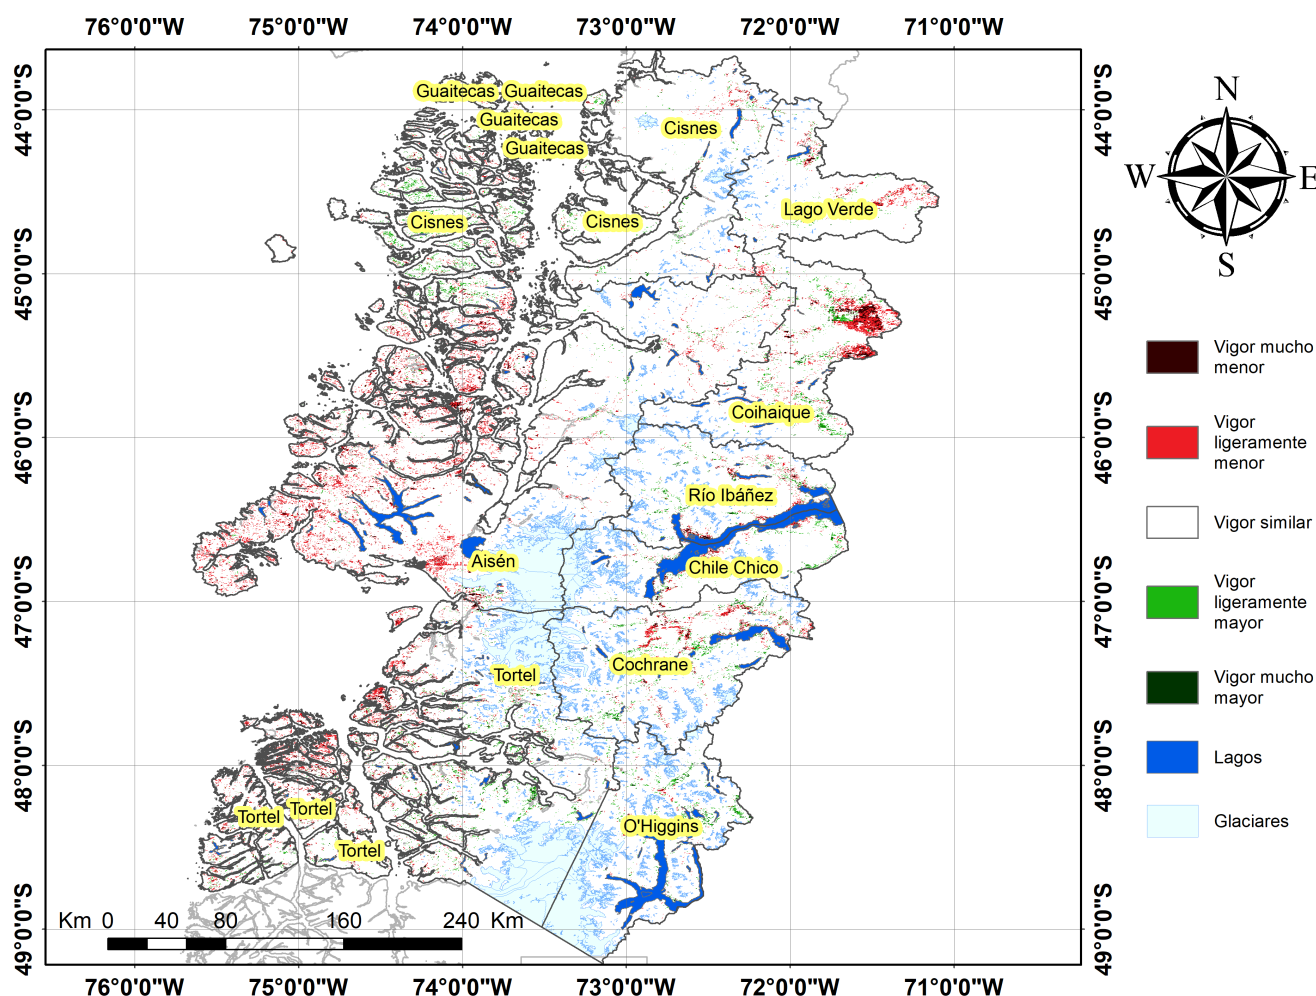 76°0'0"W 75°0'0"W 74°0'0"W 73°0'0"W 72°0'0"W 71°0'0"W
44°0'0"S
45°0'0"S
46°0'0"S
47°0'0"S
48°0'0"S
49°0'0"S
Guaitecas Guaitecas
Guaitecas
Guaitecas
Cisnes
Cisnes
Cisnes
Lago Verde
Coihaique
Río Ibáñez
Aisén
Chile Chico
Cochrane
Tortel
Tortel
Tortel
Tortel
O'Higgins
Km 0 40 80 160 240 Km
44°0'0"S
45°0'0"S
46°0'0"S
47°0'0"S
48°0'0"S
49°0'0"S
76°0'0"W 75°0'0"W 74°0'0"W 73°0'0"W 72°0'0"W 71°0'0"W
N
W E
S
Vigor mucho
menor
Vigor
ligeramente
menor
Vigor similar
Vigor
ligeramente
mayor
Vigor mucho
mayor
Lagos
Glaciares